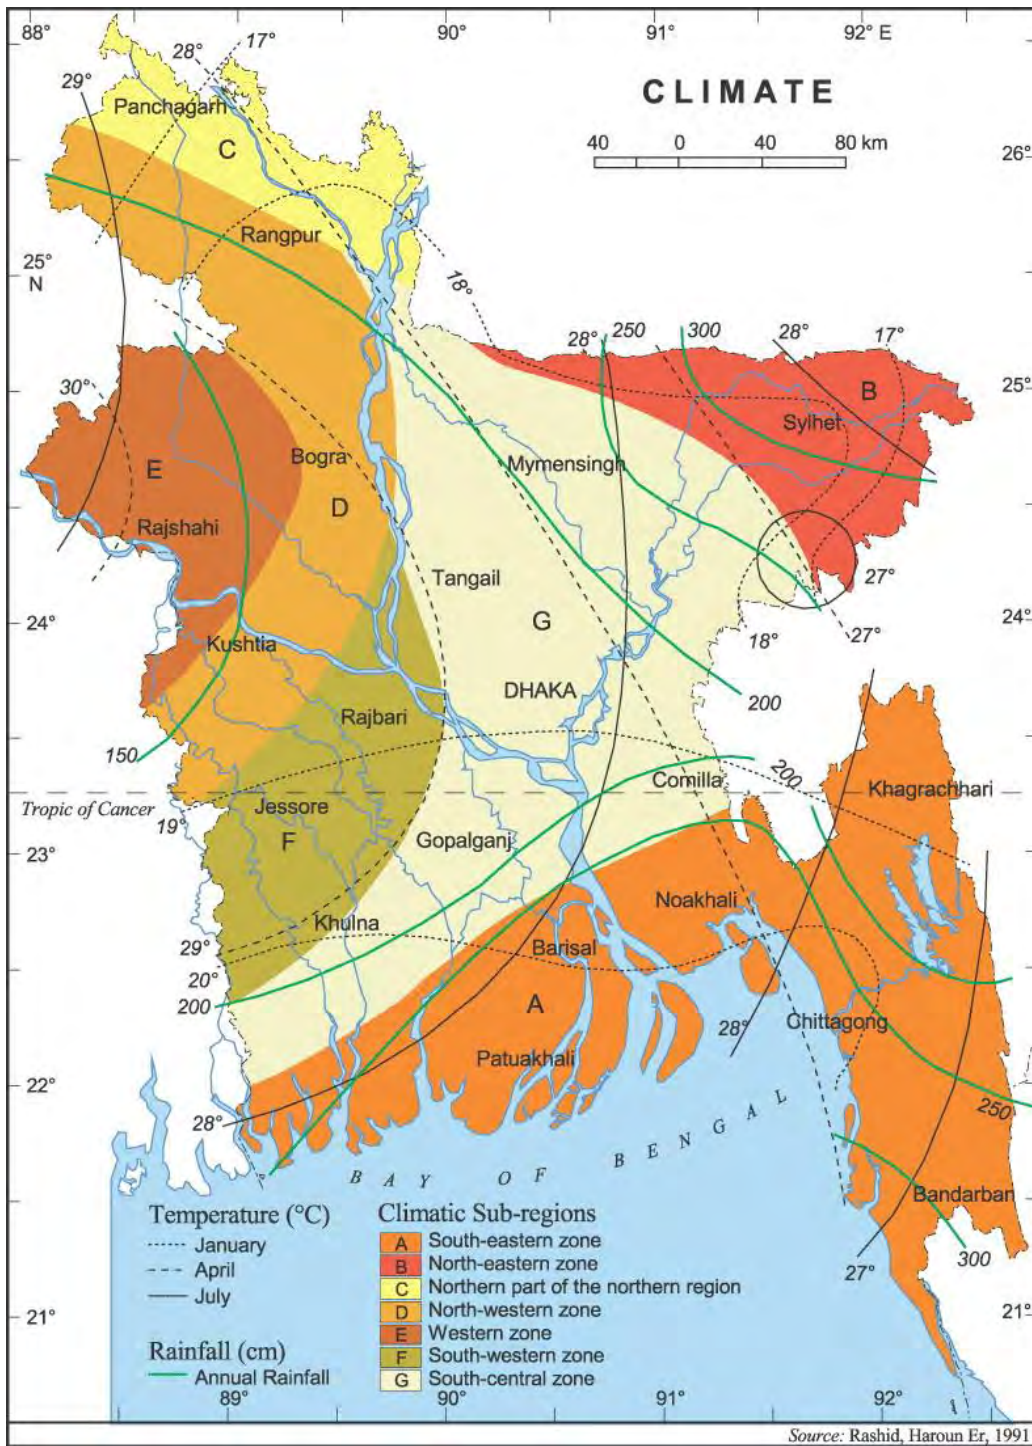 88°
90°
91°
92° E
28°
17°
29°
CLIMATE
Panchagarh
40 0 40 80 km
C
26°
Rangpur
25°
N
18°
28°
250
300
28°
17°
25°
30°
B
Sylhet
Bogra
Mymensingh
E
D
Rajshahi
Tangail
27°
24°
G
24°
Kushtia
18°
27°
DHAKA
200
Rajbari
150
Comilla
200
Khagrachhari
Tropic of Cancer
Jessore
19°
F
Gopalganj
23°
Noakhali
Khulna
29°
Barisal
20°
200
A
Chittagong
28°
Patuakhali
22°
28°
250
BAY OF BENGAL
Bandarban
300
27°
Temperature (°C)
January
April
July
Rainfall (cm)
Annual Rainfall
Climatic Sub-regions
A South-eastern zone
B North-eastern zone
C Northern part of the northern region
D North-western zone
E Western zone
F South-western zone
G South-central zone
21°
21°
89°
90°
91°
92°
Source: Rashid, Haroun Er, 1991